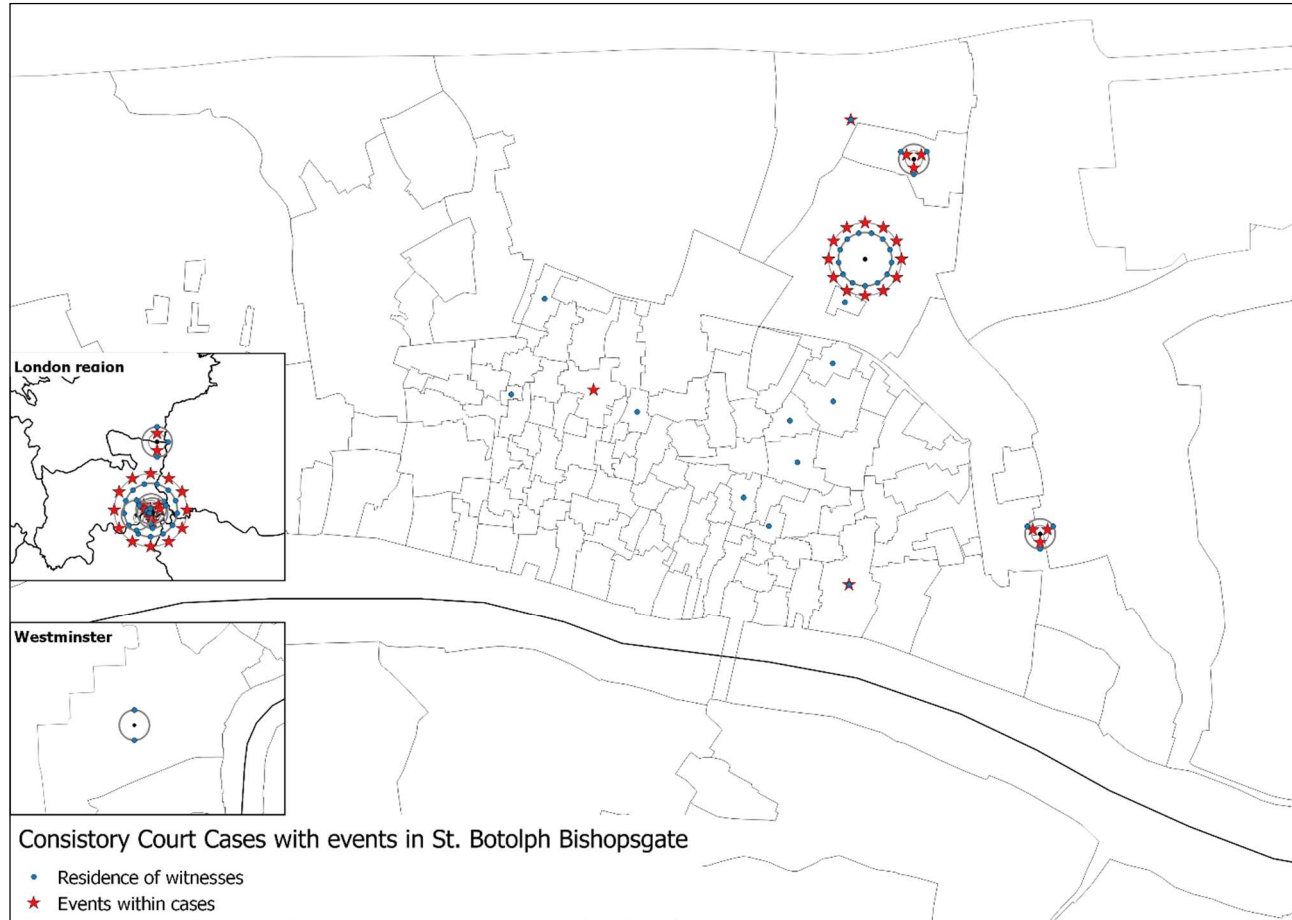 London region
Westminster
Consistory Court Cases with events in St. Botolph Bishopsgate
Residence of witnesses
Events within cases